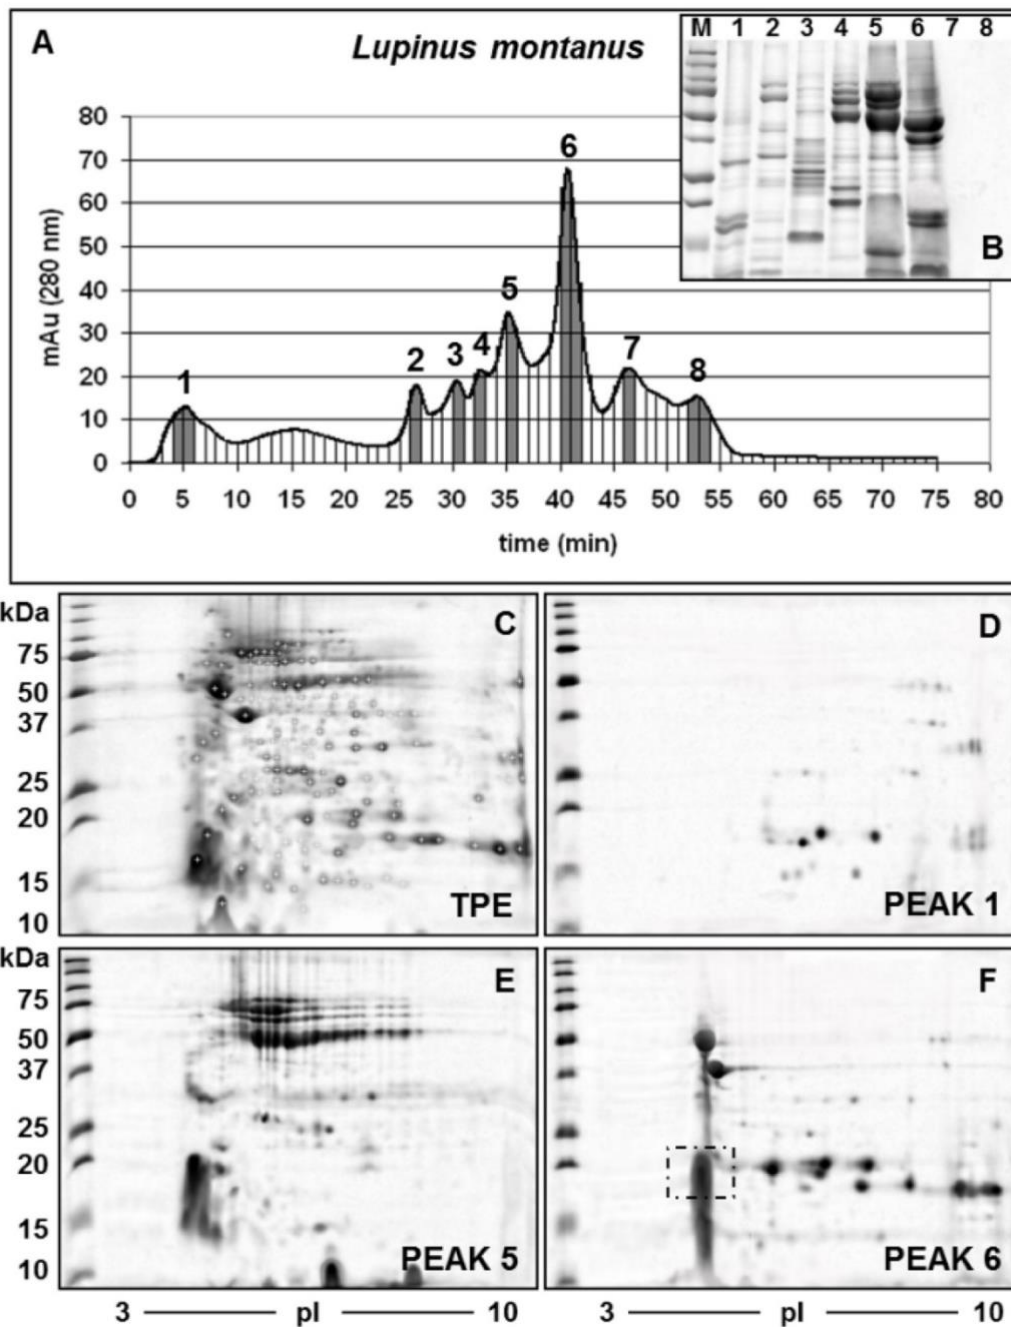 A
Lupinus montanus
M 1 2 3 4 5 6 7 8
B
mAu (280 nm)
80
70
60
50
40
30
20
10
0
1 2 3 4 5 6 7 8
0 5 10 15 20 25 30 35 40 45 50 55 60 65 70 75 80
time (min)
kDa
75
50
37
25
20
15
10
C
TPE
D
PEAK 1
kDa
75
50
37
25
20
15
10
E
PEAK 5
F
PEAK 6
3 pI 10
3 pI 10